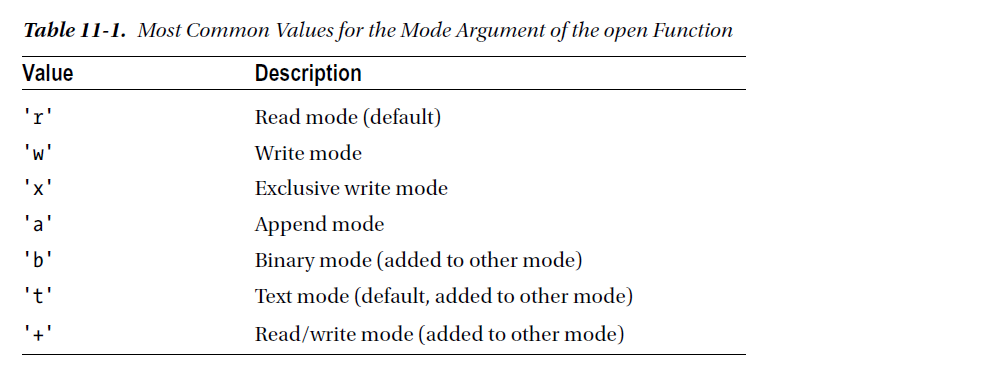 Table 11-1. Most Common Values for the Mode Argument of the open Function
Value Description
'r' Read mode (default)
'w' Write mode
'x' Exclusive write mode
'a' Append mode
'b' Binary mode (added to other mode)
't' Text mode (default, added to other mode)
'+' Read/write mode (added to other mode)